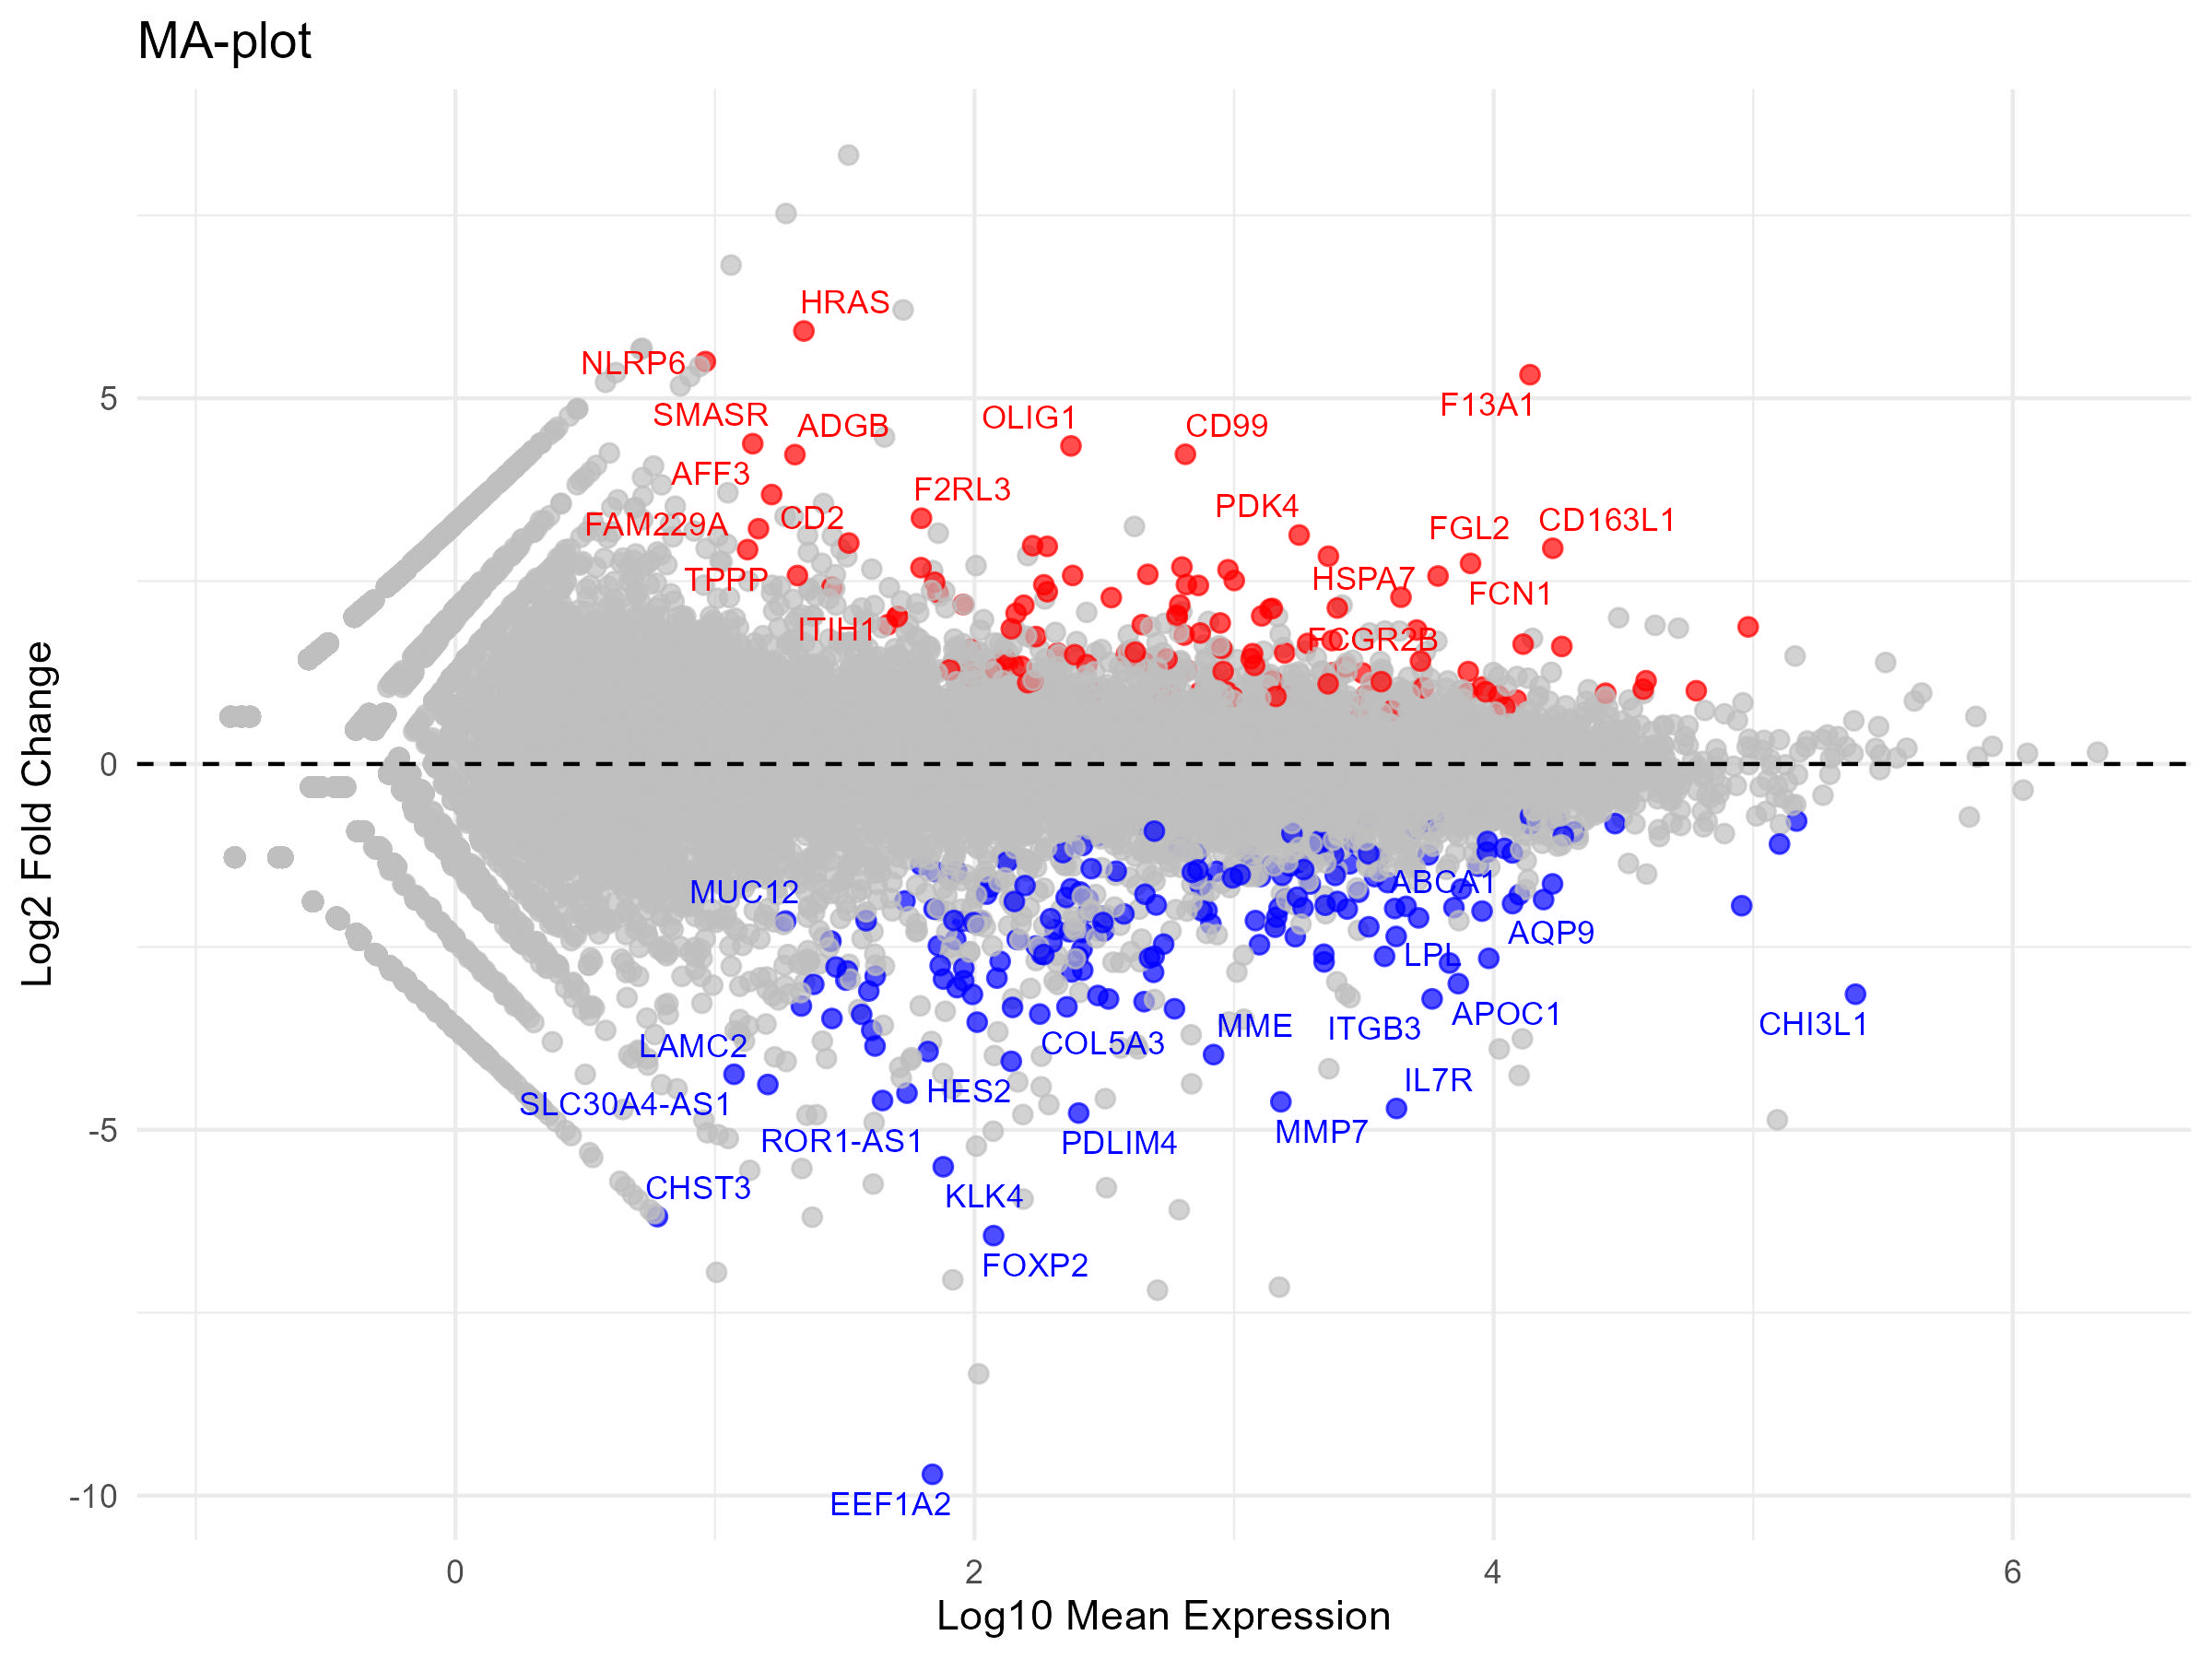 MA-plot
HRAS
NLRP6
F13A1
SMASR
OLIG1
ADGB
CD99
AFF3
F2RL3
PDK4
CD2
CD163L1
FAM229A
FGL2
TPPP
HSPA7
FCN1
ITIH1
FCGR2B
MUC12
ABCA1
AQP9
LPL
APOC1
CHI3L1
MME
ITGB3
LAMC2
COL5A3
IL7R
HES2
SLC30A4-AS1
MMP7
ROR1-AS1
PDLIM4
CHST3
KLK4
FOXP2
EEF1A2
5
0
-5
-10
Log2 Fold Change
0
2
4
6
Log10 Mean Expression